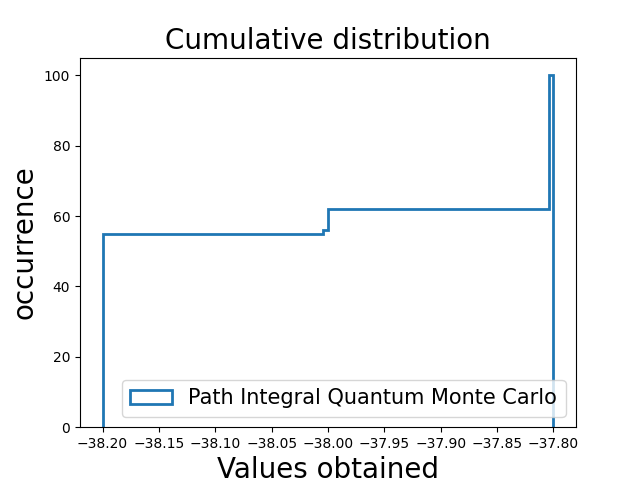 Cumulative distribution
occurrence
100
80
60
40
20
0
Path Integral Quantum Monte Carlo
−38.20 −38.15 −38.10 −38.05 −38.00 −37.95 −37.90 −37.85 −37.80
Values obtained